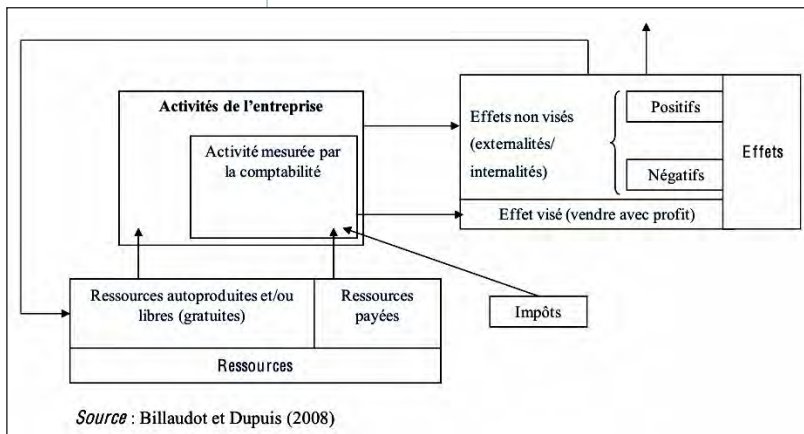 Activités de l'entreprise
Activité mesurée par
la comptabilité
Effets non visés
(externalités/
internalités)
Positifs
Négatifs
Effets
Effet visé (vendre avec profit)
Ressources autoproduites et/ou
libres (gratuites)
Ressources
payées
Impôts
Ressources
Source : Billaudot et Dupuis (2008)